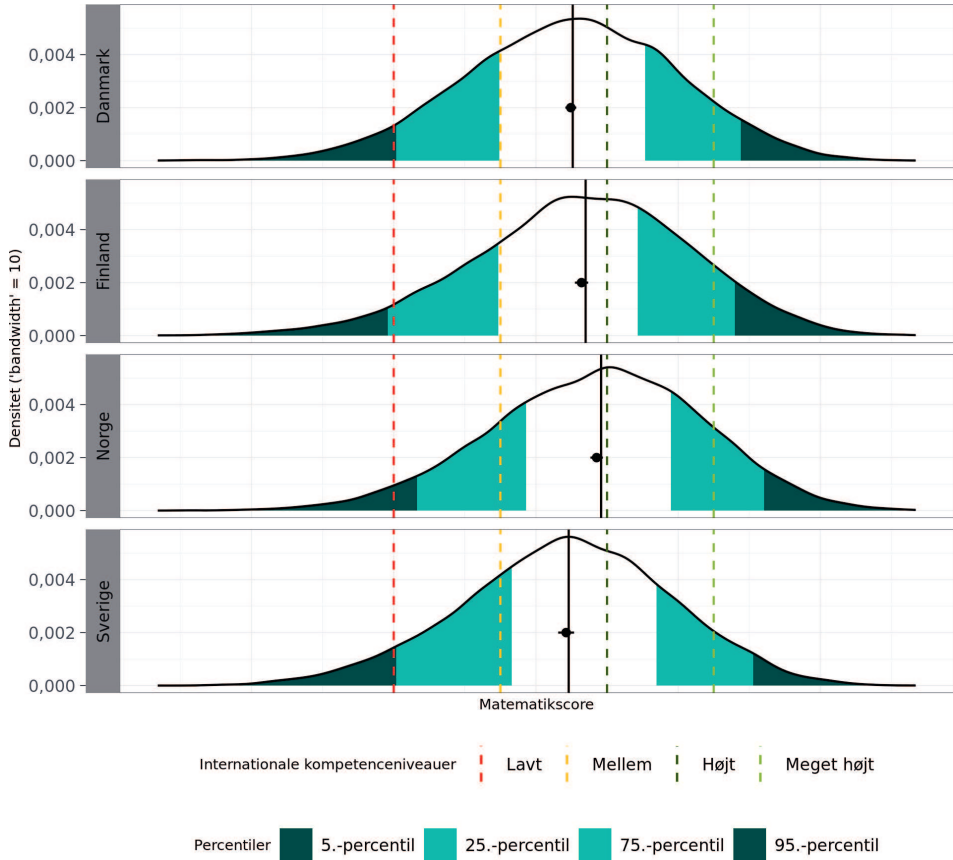 Densitet ('bandwidth' = 10)
Danmark
0,004
0,002
0,000
Finland
0,004
0,002
0,000
Norge
0,004
0,002
0,000
Sverige
0,004
0,002
0,000
Matematikscore
Internationale kompetenceniveauer Lavt Mellem Højt Meget højt
Percentiler 5.-percentil 25.-percentil 75.-percentil 95.-percentil